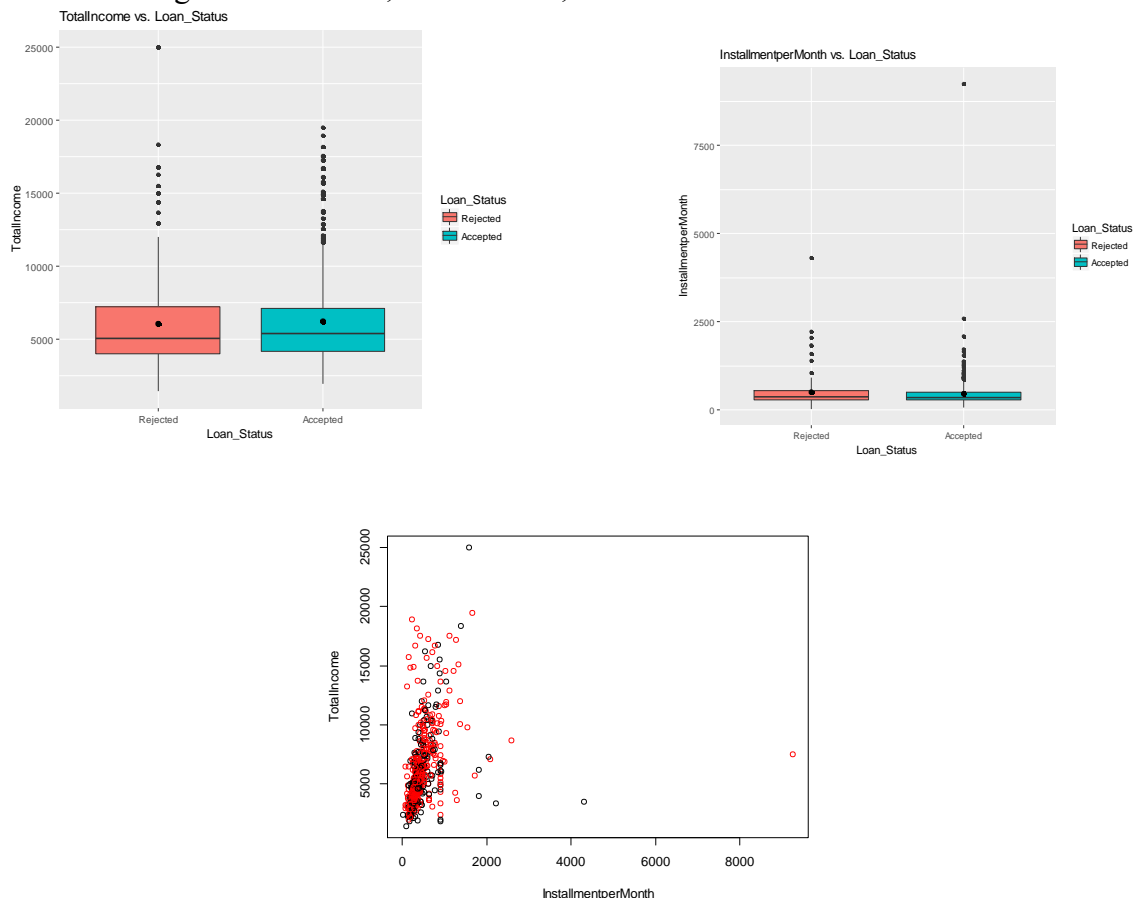 TotalIncome vs. Loan_Status
25000
20000
15000
10000
5000
TotalIncome
Rejected
Accepted
Loan_Status
Loan_Status
Rejected
Accepted
InstallmentperMonth vs. Loan_Status
7500
5000
2500
0
InstallmentperMonth
Rejected
Accepted
Loan_Status
Loan_Status
Rejected
Accepted
25000
20000
15000
10000
5000
TotalIncome
0
2000
4000
6000
8000
InstallmentperMonth